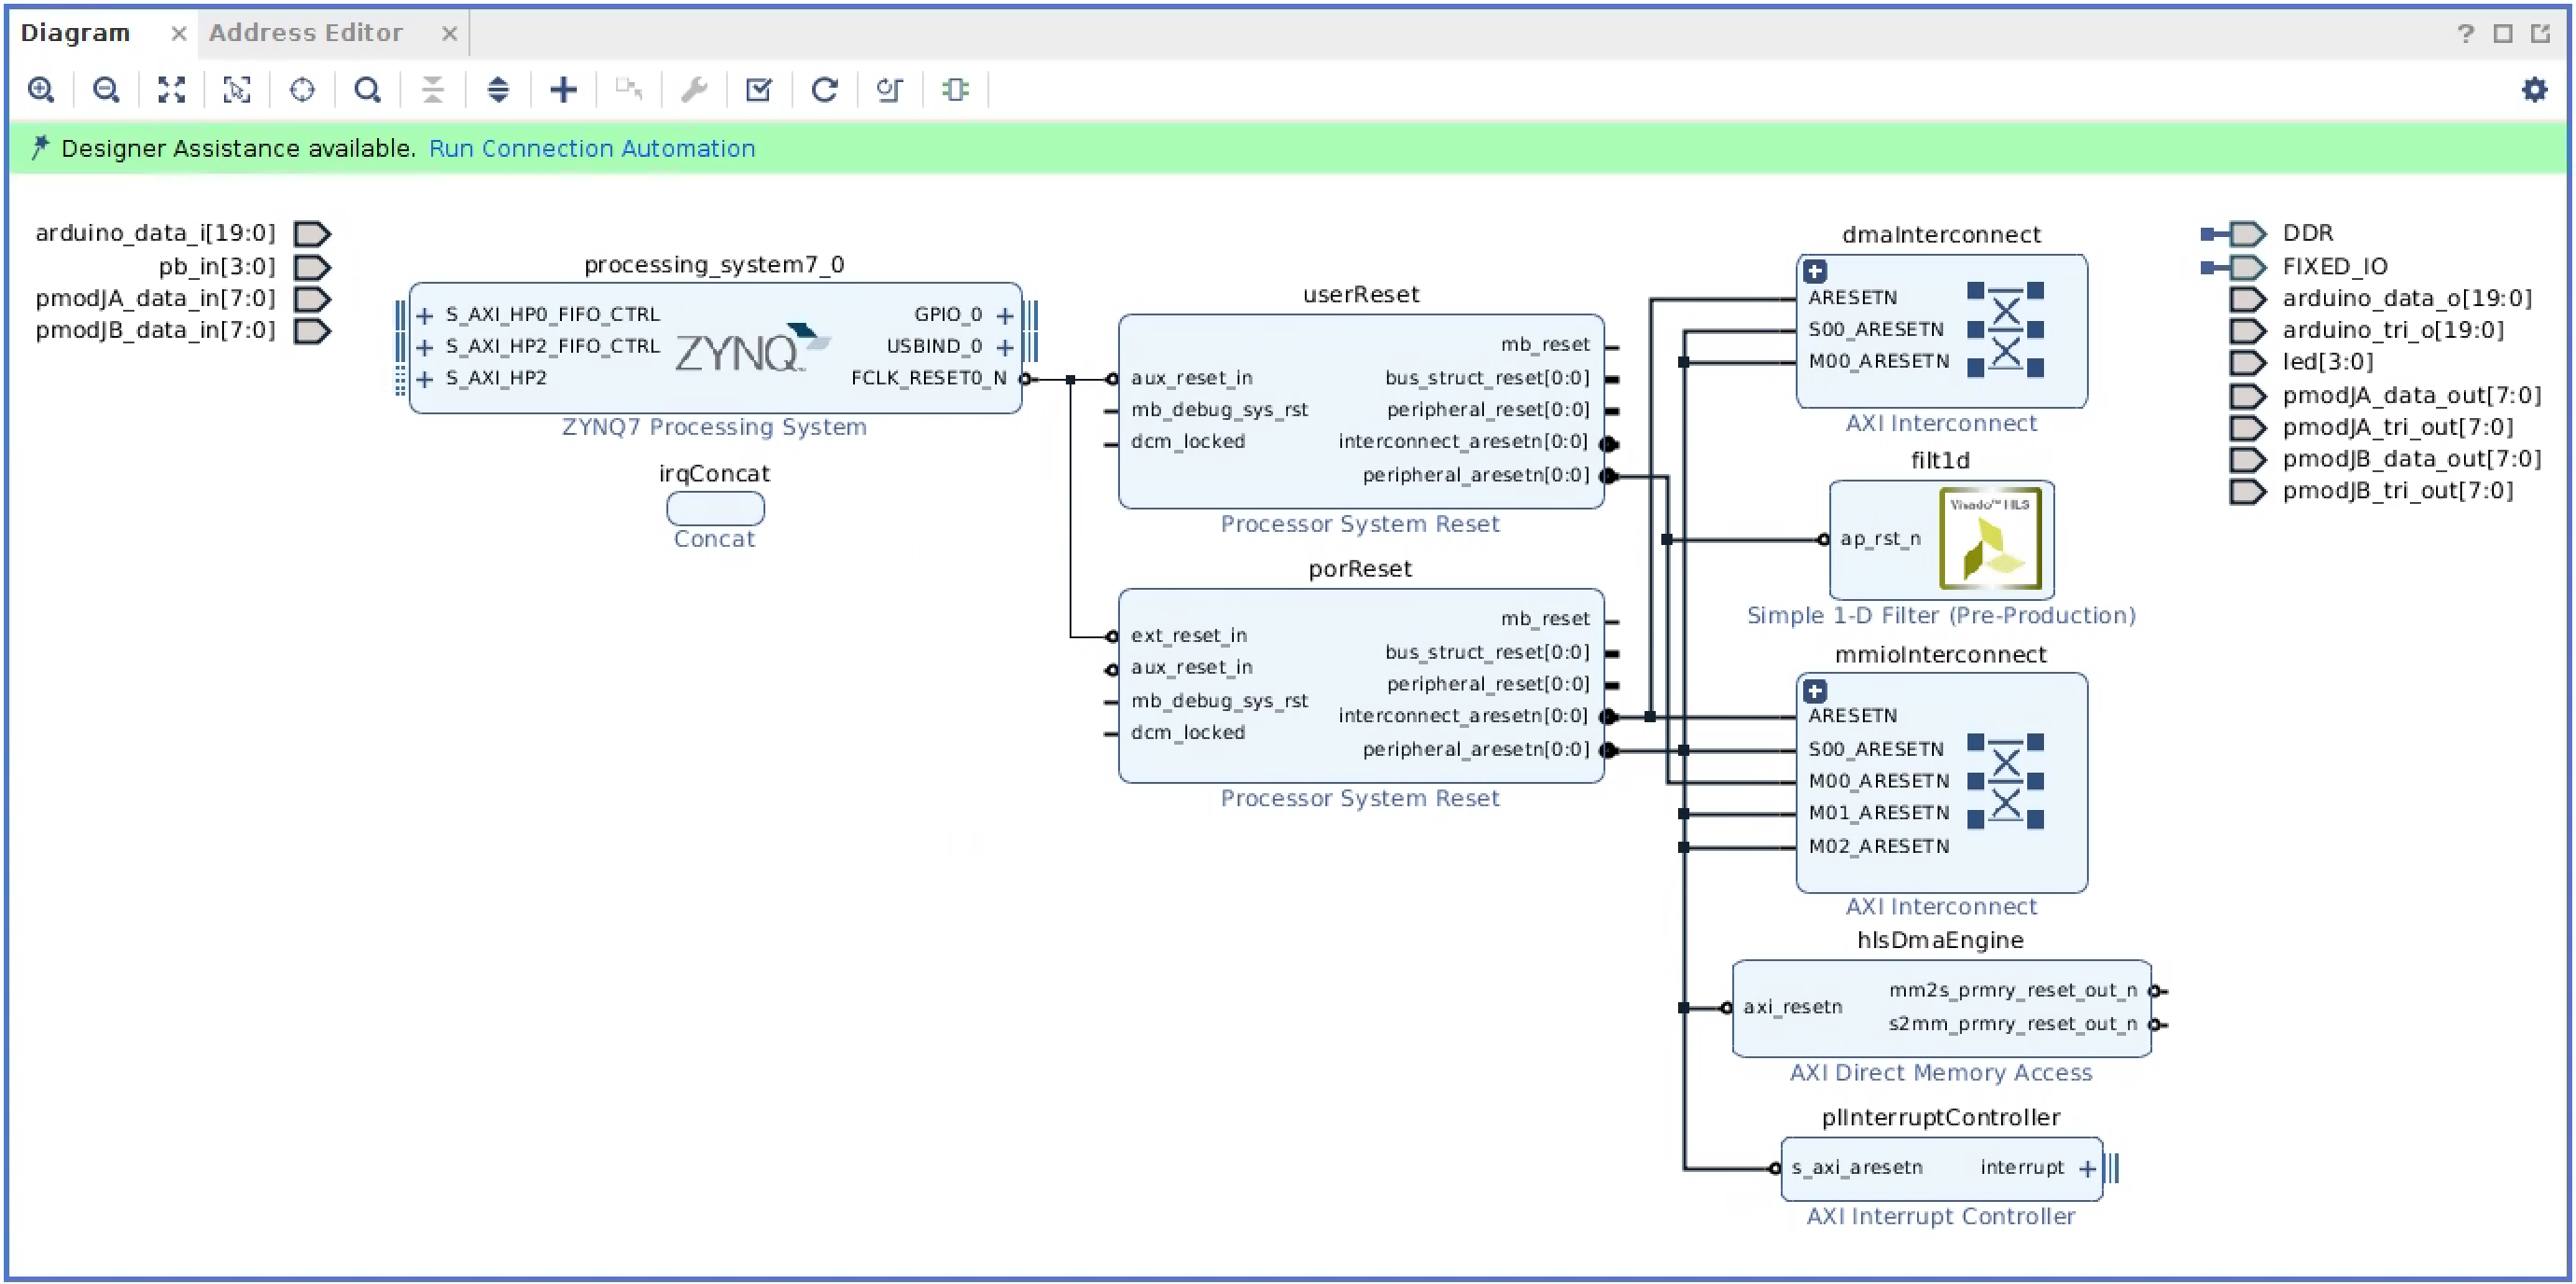 Diagram
Address Editor
?
Designer Assistance available. Run Connection Automation
arduino_data_i[19:0]
pb_in[3:0]
pmodJA_data_in[7:0]
pmodJB_data_in[7:0]
processing_system7_0
S_AXI_HP0_FIFO_CTRL
S_AXI_HP2_FIFO_CTRL
S_AXI_HP2
ZYNQ
GPIO_0
USBIND_0
FCLK_RESET0_N
ZYNQ7 Processing System
irqConcat
Concat
userReset
aux_reset_in
mb_debug_sys_rst
dcm_locked
mb_reset
bus_struct_reset[0:0]
peripheral_reset[0:0]
interconnect_aresetn[0:0]
peripheral_aresetn[0:0]
Processor System Reset
porReset
ext_reset_in
aux_reset_in
mb_debug_sys_rst
dcm_locked
mb_reset
bus_struct_reset[0:0]
peripheral_reset[0:0]
interconnect_aresetn[0:0]
peripheral_aresetn[0:0]
Processor System Reset
dmaInterconnect
ARESETN
S00_ARESETN
M00_ARESETN
AXI Interconnect
filt1d
ap_rst_n
Vivado™ HLS
Simple 1-D Filter (Pre-Production)
mmioInterconnect
ARESETN
S00_ARESETN
M00_ARESETN
M01_ARESETN
M02_ARESETN
AXI Interconnect
hlsDmaEngine
axi_resetn
mm2s_prmry_reset_out_n
s2mm_prmry_reset_out_n
AXI Direct Memory Access
plInterruptController
s_axi_aresetn
interrupt
AXI Interrupt Controller
DDR
FIXED_IO
arduino_data_o[19:0]
arduino_tri_o[19:0]
led[3:0]
pmodJA_data_out[7:0]
pmodJA_tri_out[7:0]
pmodJB_data_out[7:0]
pmodJB_tri_out[7:0]